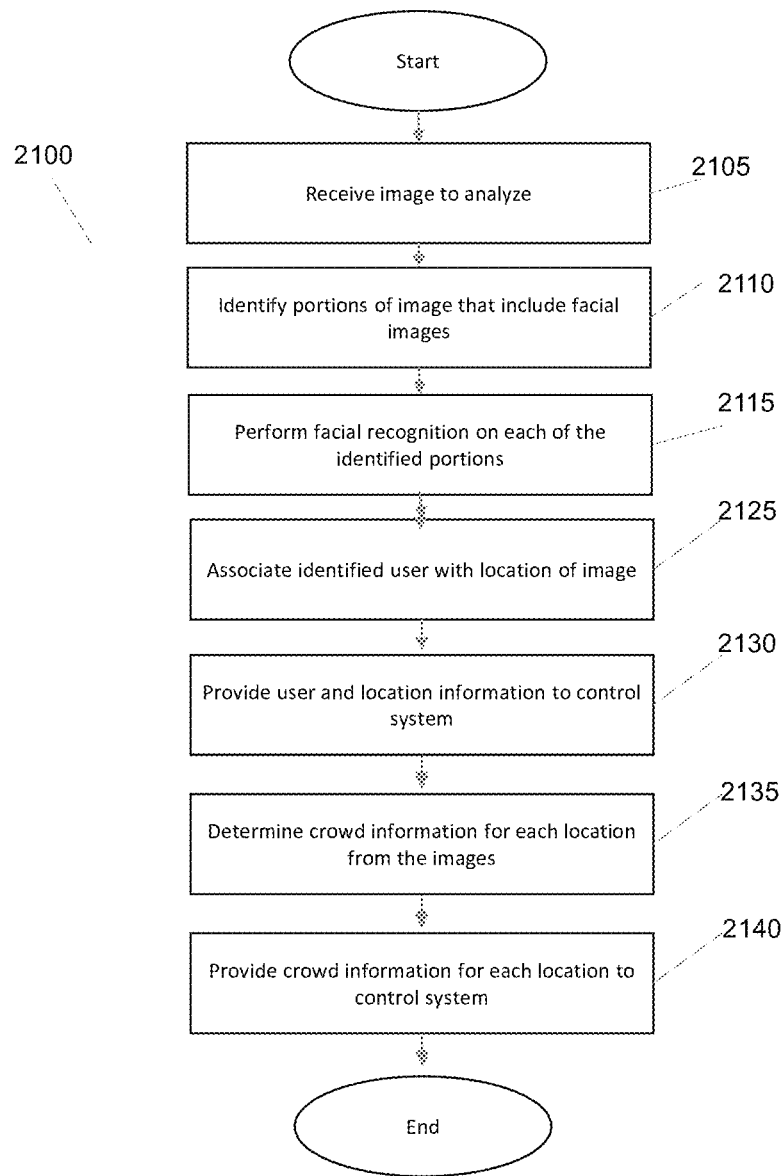 Start
2100
Receive image to analyze
2105
Identify portions of image that include facial
images
2110
Perform facial recognition on each of the
identified portions
2115
Associate identified user with location of image
2125
Provide user and location information to control
system
2130
Determine crowd information for each location
from the images
2135
Provide crowd information for each location to
control system
2140
End